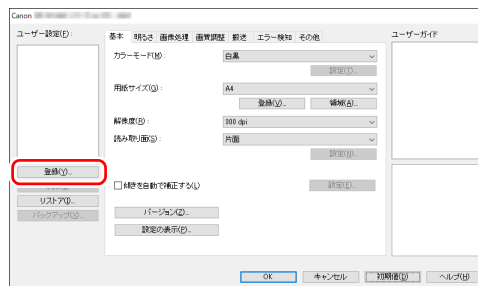 Canon
ユーザー設定(F):
基本 明るさ 画像処理 画質調整 搬送 エラー検知 その他
ユーザーガイド
カラーモード(M):
白黒
設定(T)...
用紙サイズ(G):
A4
登録(V)...
領域(A)...
解像度(R):
300 dpi
読み取り面(S):
片面
設定(N)...
登録(Y)...
傾きを自動で補正する(L)
設定(E)...
リストア(I)...
バックアップ(X)...
バージョン(Z)...
設定の表示(P)...
OK
キャンセル
初期値(D)
ヘルプ(H)